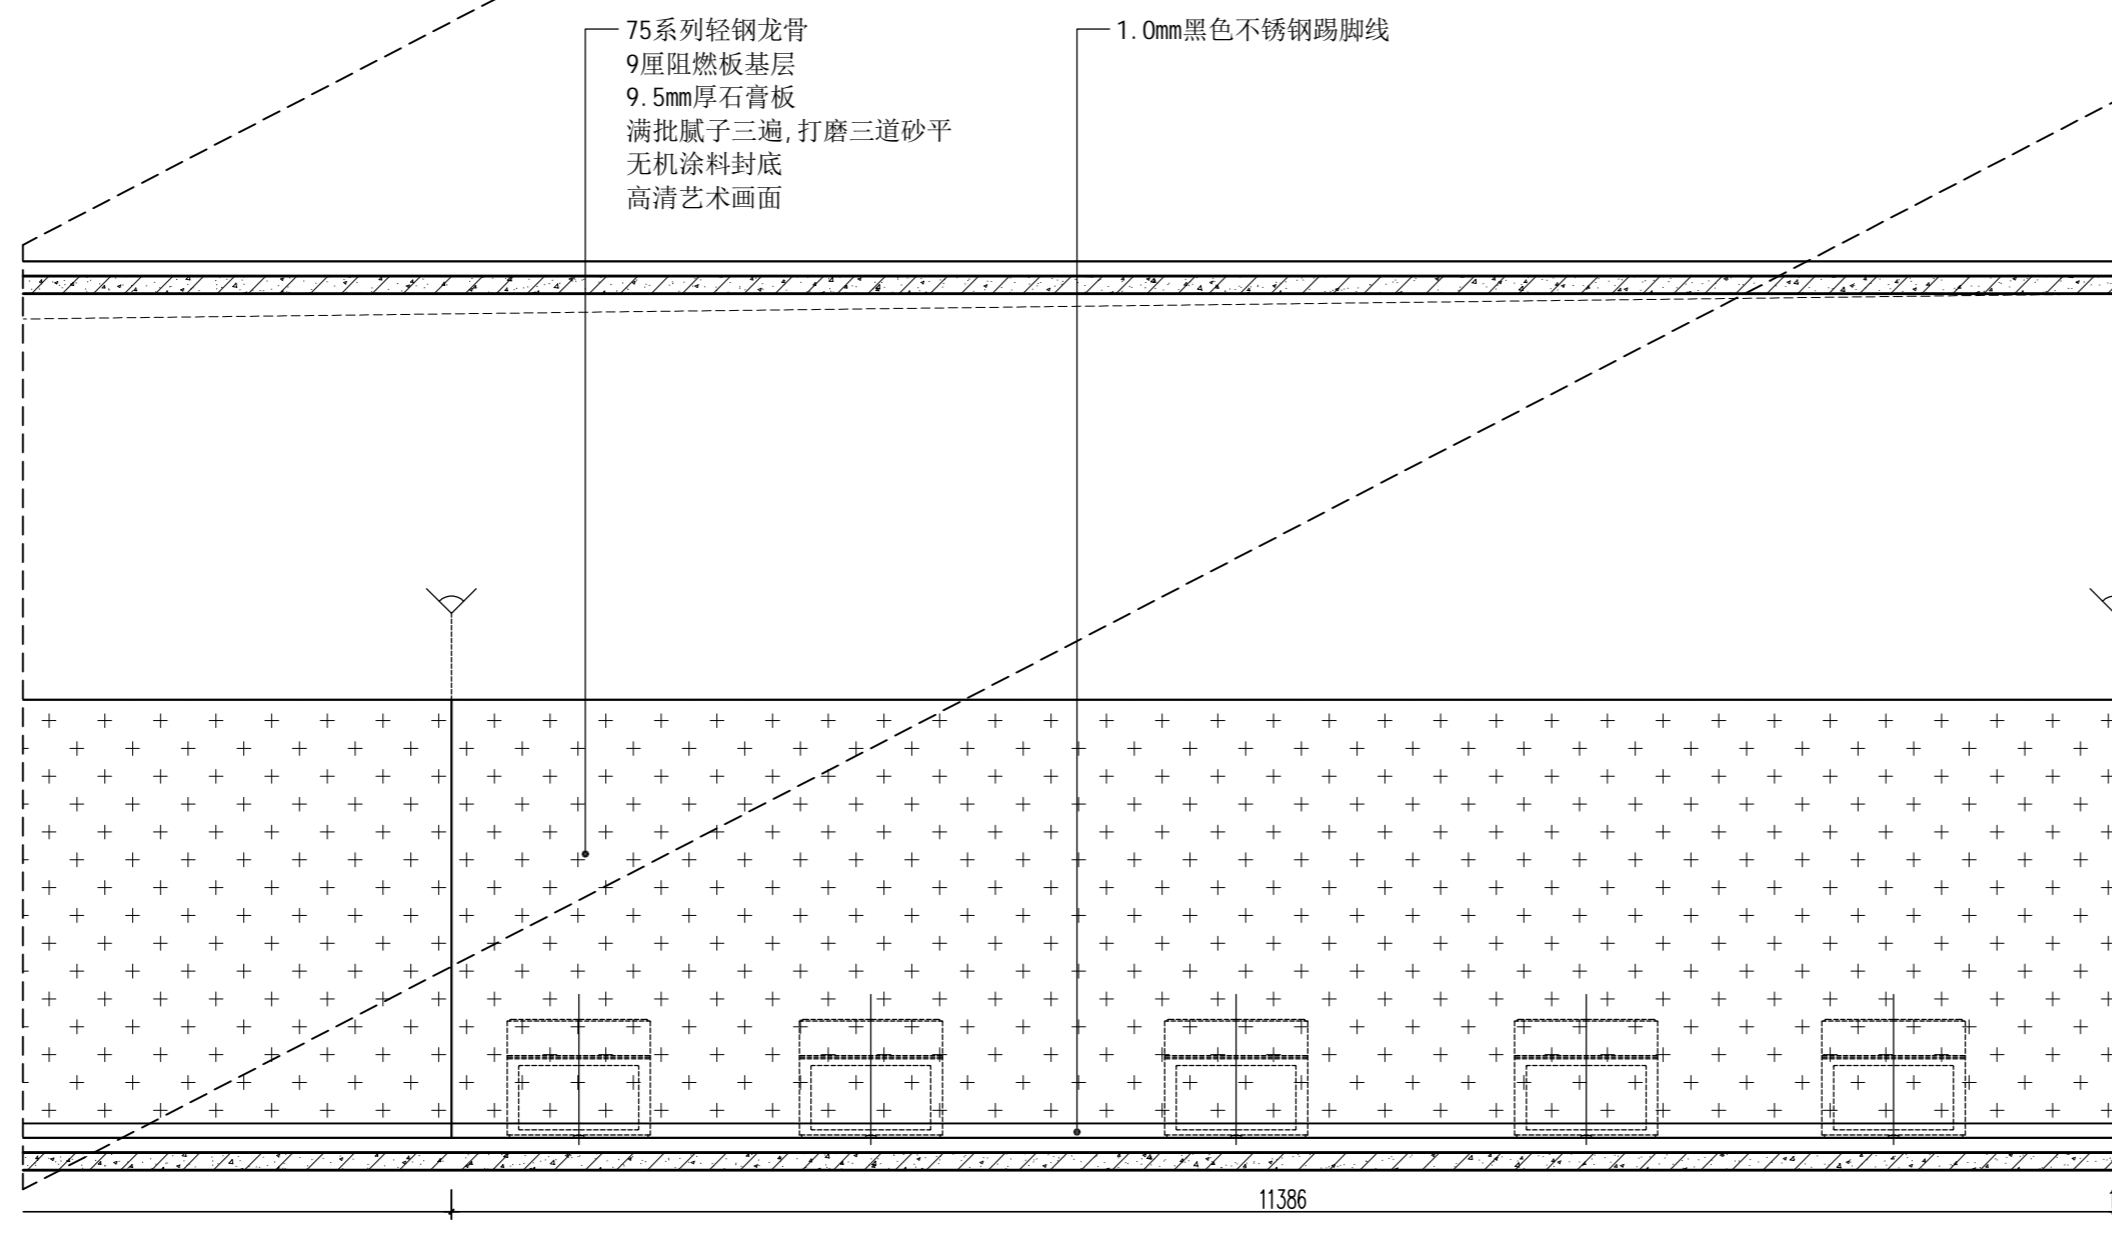 75系列轻钢龙骨
9厘阻燃板基层
9.5mm厚石膏板
满批腻子三遍,打磨三道砂平
无机涂料封底
高清艺术画面
1.0mm黑色不锈钢踢脚线
11386